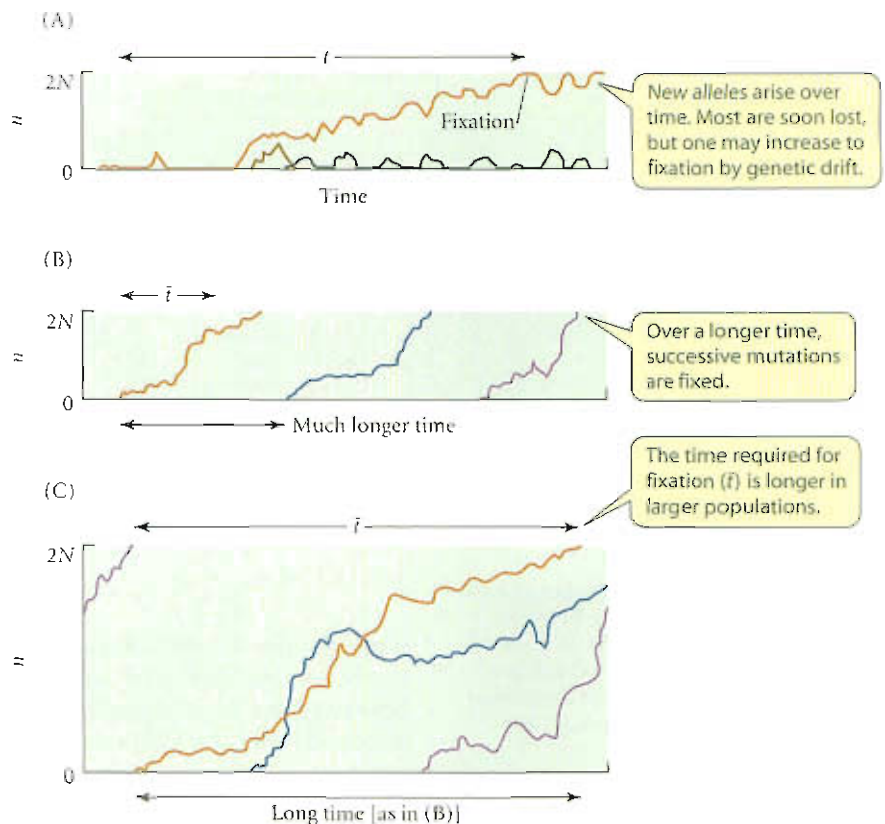 (A)
t
2N
n
0
Fixation
Time
New alleles arise over
time. Most are soon lost,
but one may increase to
fixation by genetic drift.
(B)
t̄
2N
n
0
Much longer time
Over a longer time,
successive mutations
are fixed.
(C)
The time required for
fixation (t̄) is longer in
larger populations.
t̄
2N
n
0
Long time [as in (B)]